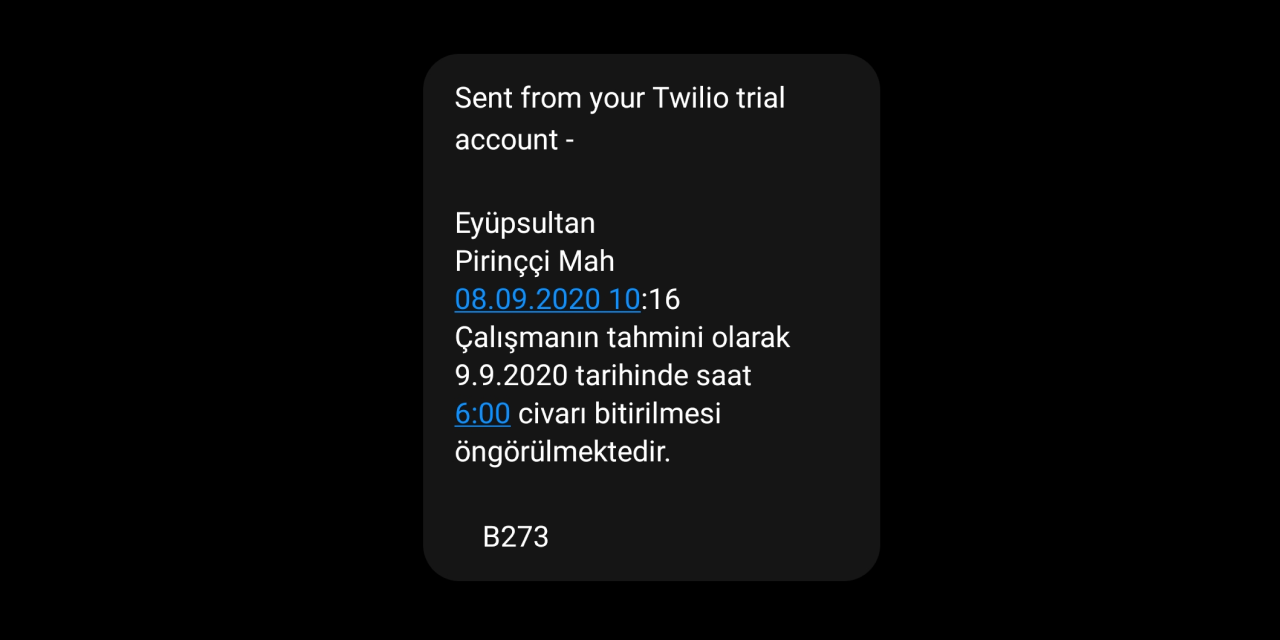 Sent from your Twilio trial
account -
Eyüpsultan
Pirinççi Mah
08.09.2020 10:16
Çalışmanın tahmini olarak
9.9.2020 tarihinde saat
6:00 civarı bitirilmesi
öngörülmektedir.
B273